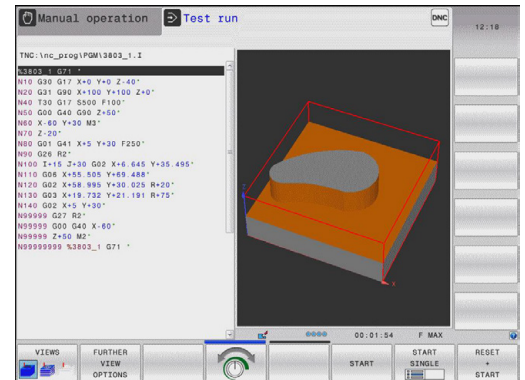 Manual operation
Test run
DNC
12:18
TNC:\nc_prog\PGM\3803_1.I
%3803_1 G71 *
N10 G30 G17 X+0 Y+0 Z-40*
N20 G31 G90 X+100 Y+100 Z+0*
N40 T30 G17 S500 F100*
N50 G00 G40 G90 Z+50*
N60 X-60 Y+30 M3*
N70 Z-20*
N80 G01 G41 X+5 Y+30 F250*
N90 G26 R2*
N100 I+15 J+30 G02 X+6.645 Y+35.495*
N110 G06 X+55.505 Y+69.488*
N120 G02 X+58.995 Y+30.025 R+20*
N130 G03 X+19.732 Y+21.191 R+75*
N140 G02 X+5 Y+30*
N99999 G27 R2*
N99999 G00 G40 X-60*
N99999 Z+50 M2*
N99999999 %3803_1 G71 *
Z
X
00:01:54
F MAX
VIEWS
FURTHER
VIEW
OPTIONS
START
START
SINGLE
RESET
+
START